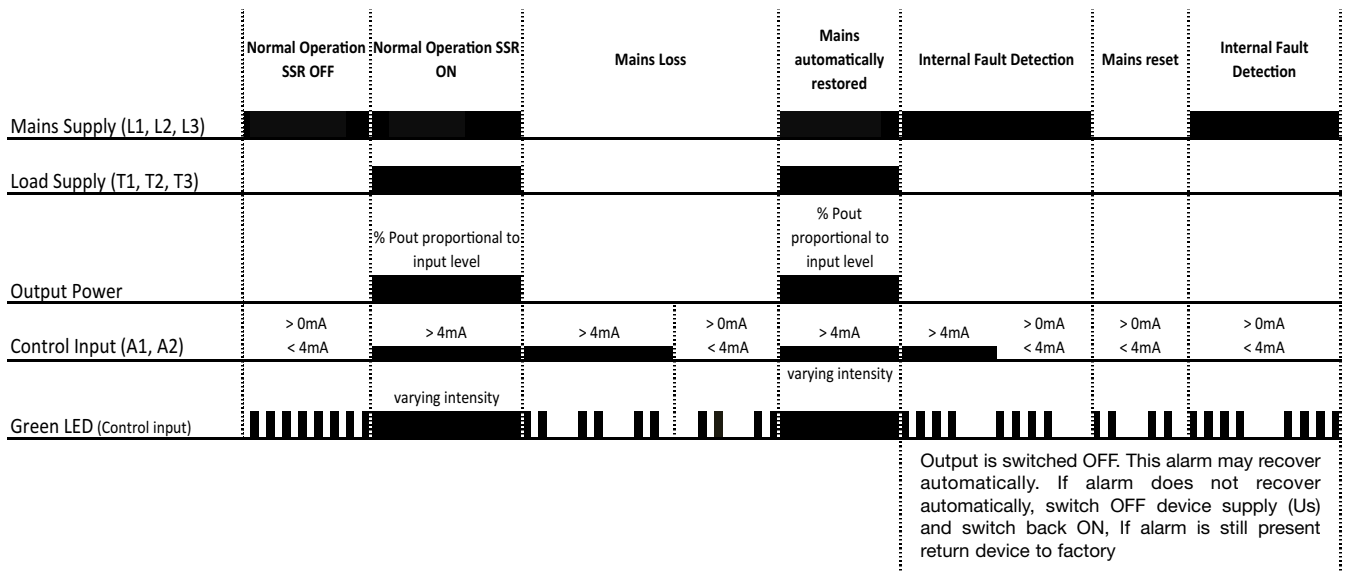 Normal Operation SSR OFF
Normal Operation SSR ON
Mains Loss
Mains automatically restored
Internal Fault Detection
Mains reset
Internal Fault Detection
Mains Supply (L1, L2, L3)
Load Supply (T1, T2, T3)
% Pout proportional to input level
% Pout proportional to input level
Output Power
Control Input (A1, A2)
> 0mA < 4mA
> 4mA
> 4mA
> 0mA < 4mA
> 4mA
> 4mA
> 0mA < 4mA
> 0mA < 4mA
> 0mA < 4mA
varying intensity
varying intensity
Green LED (Control input)
Output is switched OFF. This alarm may recover
automatically. If alarm does not recover
automatically, switch OFF device supply (Us)
and switch back ON, If alarm is still present
return device to factory